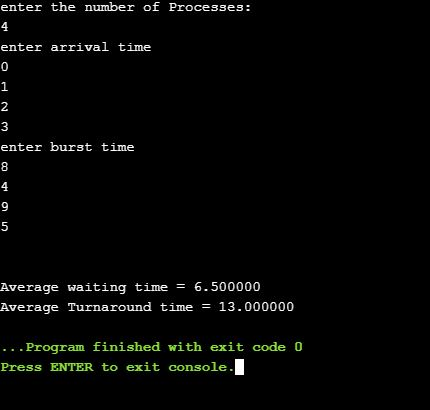 enter the number of Processes:
4
enter arrival time
0
1
2
3
enter burst time
8
4
9
5
Average waiting time = 6.500000
Average Turnaround time = 13.000000
...Program finished with exit code 0
Press ENTER to exit console.